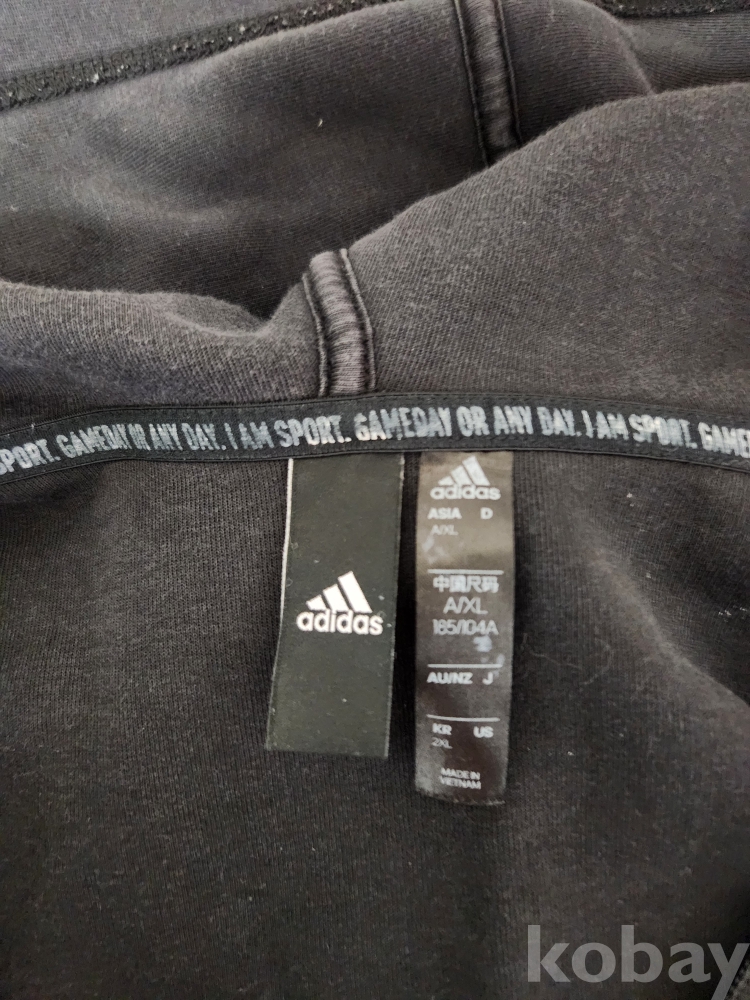 SPORT. GAMEDAY OR ANY DAY. I AM SPORT. GAMEDAY OR ANY DAY. I AM SPORT. GAMED
adidas
adidas
ASIA D
A/XL
中国尺码
A/XL
185/104A
AU/NZ J
KR US
2XL
MADE IN
VIETNAM
kobay